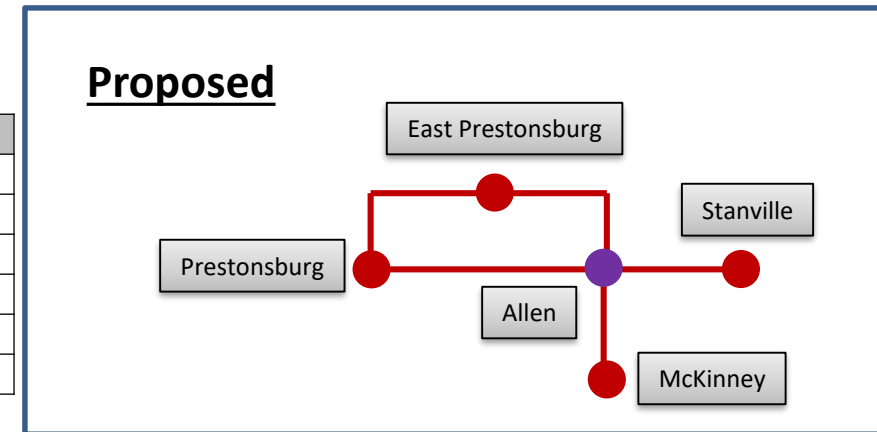 Proposed
East Prestonsburg
Stanville
Prestonsburg
Allen
McKinney